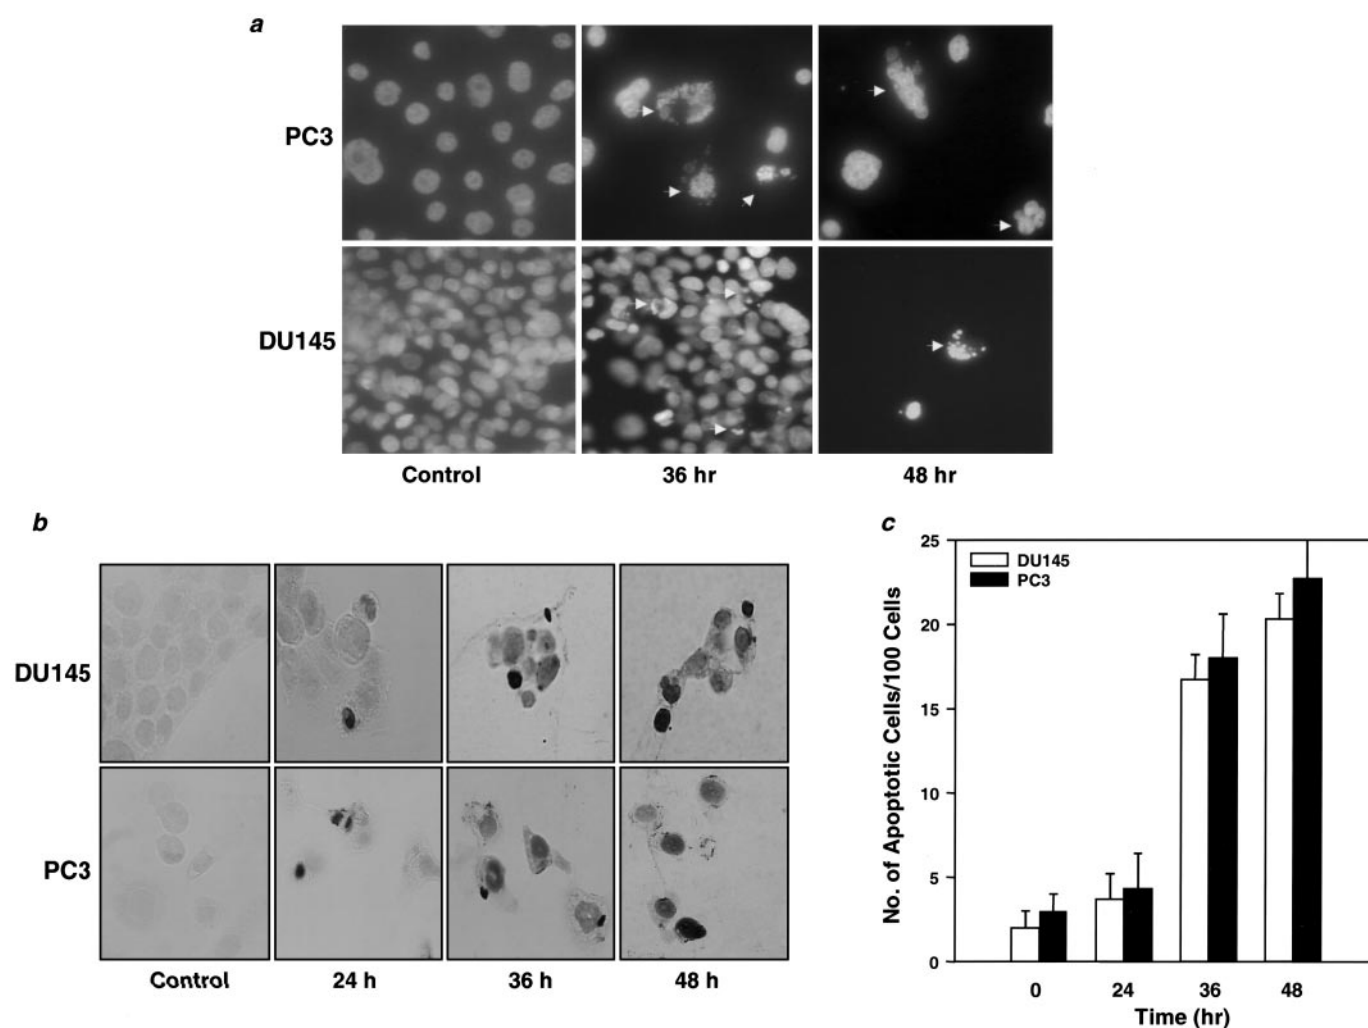 a
PC3
DU145
Control 36 hr 48 hr
b
DU145
PC3
Control 24 h 36 h 48 h
c
25
20
15
10
5
0
No. of Apoptotic Cells/100 Cells
DU145
PC3
0 24 36 48
Time (hr)